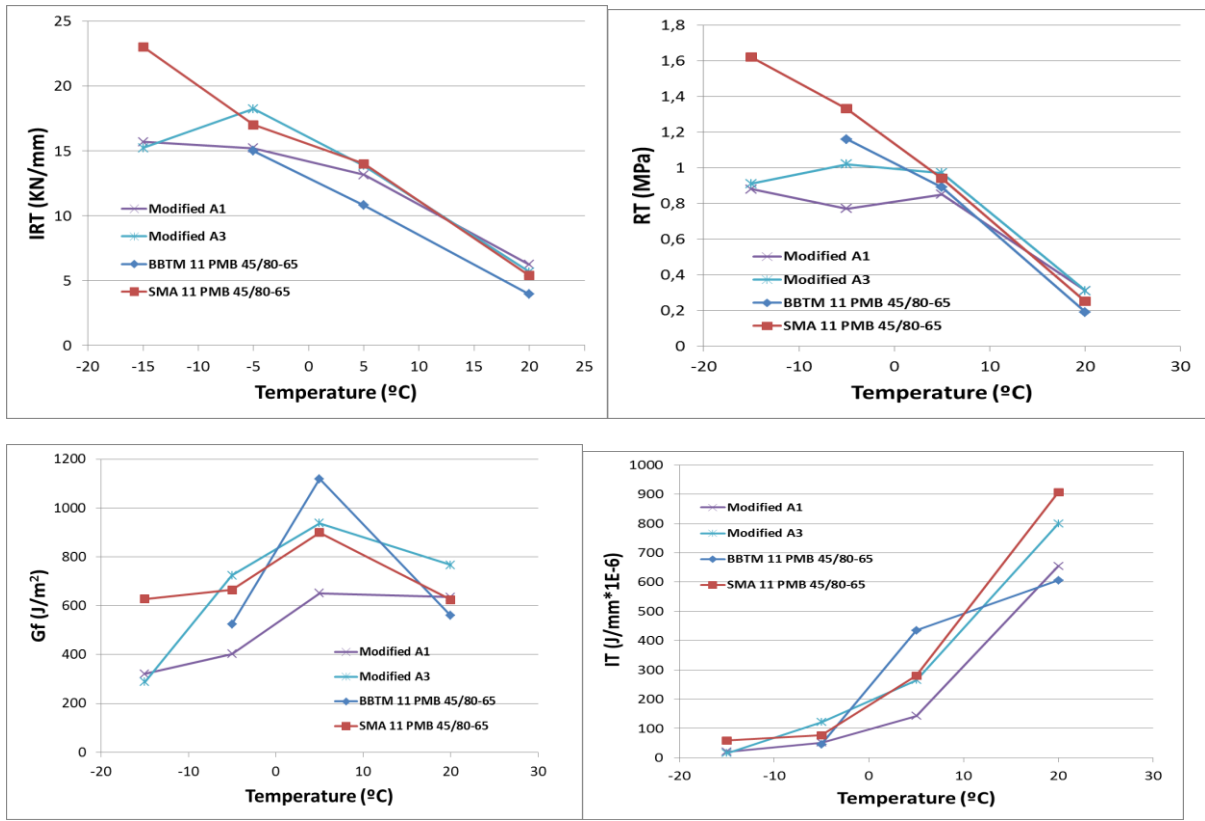 25
20
15
10
5
0
IRT (KN/mm)
Modified A1
Modified A3
BBTM 11 PMB 45/80-65
SMA 11 PMB 45/80-65
-20 -15 -10 -5 0 5 10 15 20 25
Temperature (ºC)
1,8
1,6
1,4
1,2
1
0,8
0,6
0,4
0,2
0
RT (MPa)
Modified A1
Modified A3
BBTM 11 PMB 45/80-65
SMA 11 PMB 45/80-65
-20 -10 0 10 20 30
Temperature (ºC)
1200
1000
800
600
400
200
0
Gf (J/m²)
Modified A1
Modified A3
BBTM 11 PMB 45/80-65
SMA 11 PMB 45/80-65
-20 -10 0 10 20 30
Temperature (ºC)
1000
900
800
700
600
500
400
300
200
100
0
IT (J/mm*1E-6)
Modified A1
Modified A3
BBTM 11 PMB 45/80-65
SMA 11 PMB 45/80-65
-20 -10 0 10 20 30
Temperature (ºC)